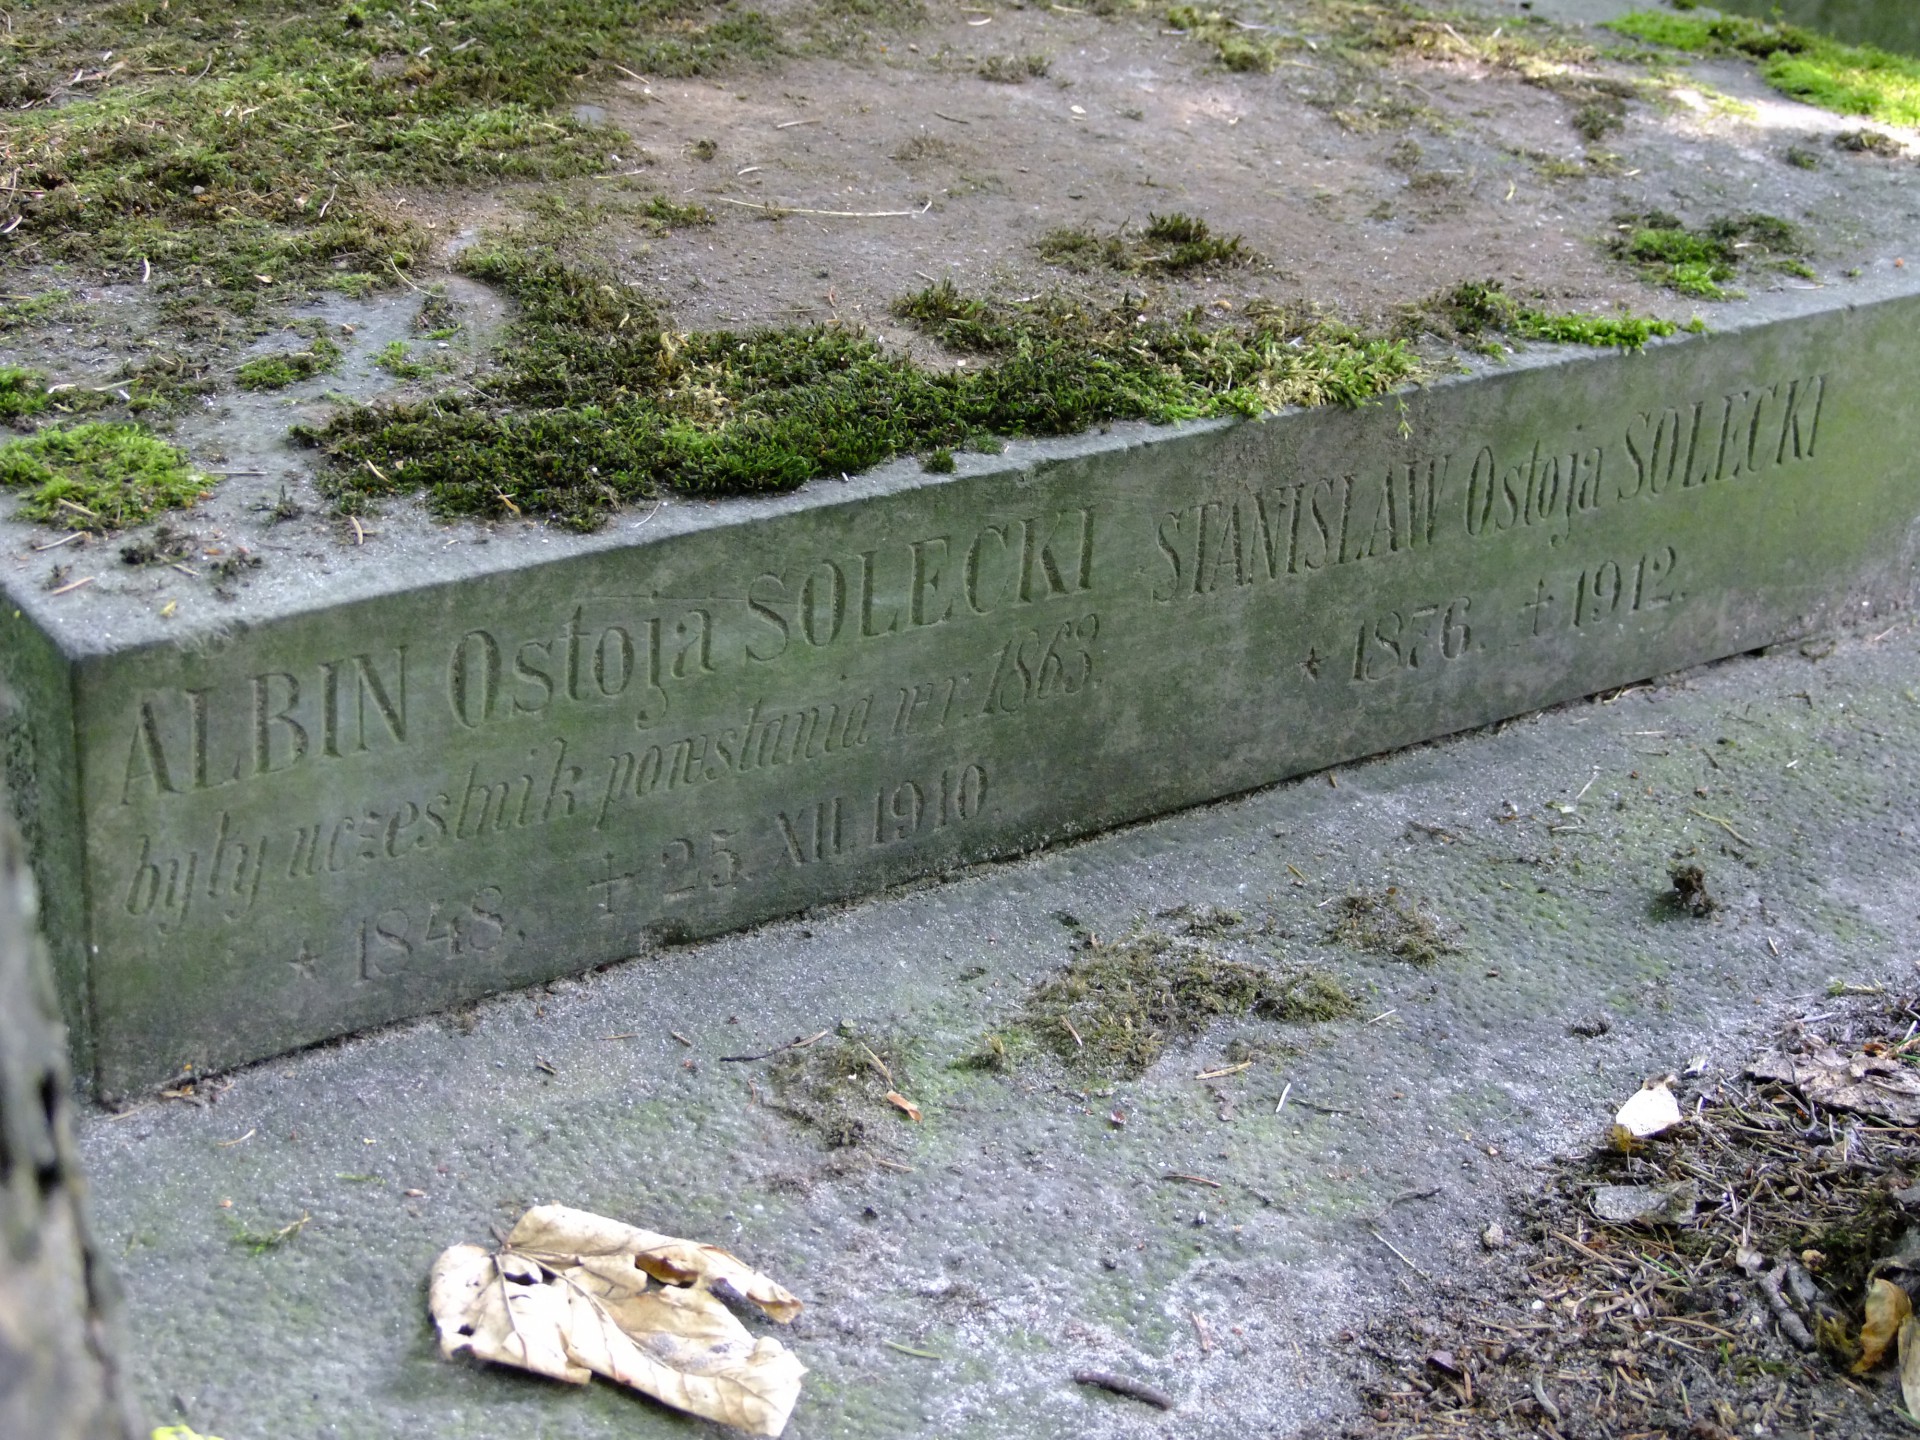 ALBIN Ostoja SOLECKI
były uczestnik powstania w r. 1863.
* 1848. † 25. XII. 1910.
STANISŁAW Ostoja SOLECKI
* 1876. † 1912.